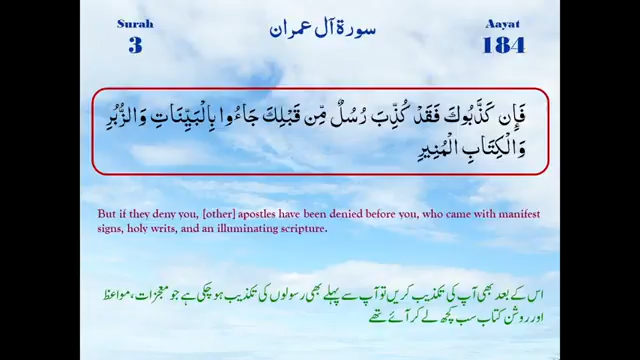 Surah
3
سورة آل عمران
Aayat
184
فَإِن كَذَّبُوكَ فَقَدْ كُذِّبَ رُسُلٌ مِّن قَبْلِكَ جَاءُوا بِالْبَيِّنَاتِ وَالزُّبُرِ
وَالْكِتَابِ الْمُنِيرِ
But if they deny you, [other] apostles have been denied before you, who came with manifest
signs, holy writs, and an illuminating scripture.
اس کے بعد بھی آپ کی تکذیب کریں تو آپ سے پہلے بھی رسولوں کی تکذیب ہو چکی ہے جو معجزات، مواعظ
اور روشن کتاب سب کچھ لے کر آئے تھے